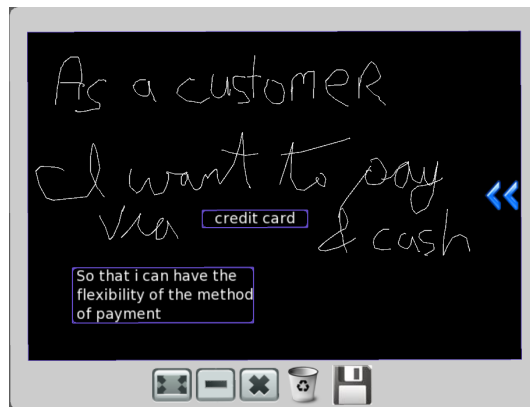 As a customer
I want to pay
via credit card & cash
So that i can have the
flexibility of the method
of payment